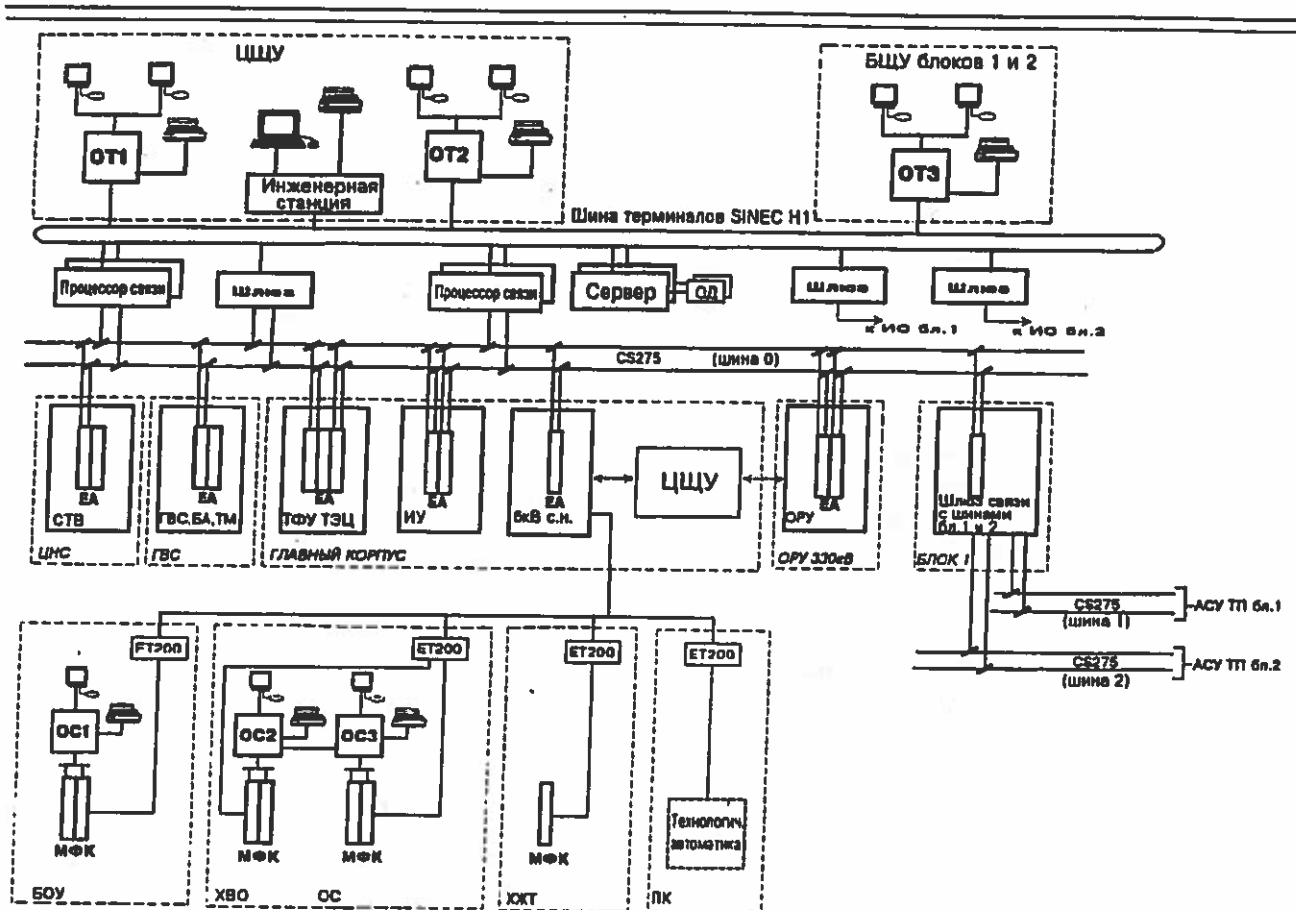 ЦЩУ
БЩУ блоков 1 и 2
ОТ1
Инженерная
станция
ОТ2
ОТ3
Шина терминалов SINEC H1
Процессор связи
Шлюз
Процессор связи
Сервер
ОД
Шлюз
Шлюз
к ИО бл.1
к ИО бл.2
CS275
(шина 0)
ЕА
СТВ
ЦНС
ЕА
ГВС, БА, ТМ
ГВС
ЕА
ТФУ ТЭЦ
ЕА
ИУ
ЕА
6кВ с.н.
ЦЩУ
ГЛАВНЫЙ КОРПУС
ЕА
ОРУ
ОРУ 330кВ
Шлюз связи
с шинами
бл.1 и 2
БЛОК 1
CS275
(шина 1)
АСУ ТП бл.1
CS275
(шина 2)
АСУ ТП бл.2
ET200
ET200
ET200
ET200
ОС1
МФК
БОУ
ОС2
ОС3
МФК
МФК
ХВО
ОС
МФК
ХЖТ
Технологич.
автоматика
ПК